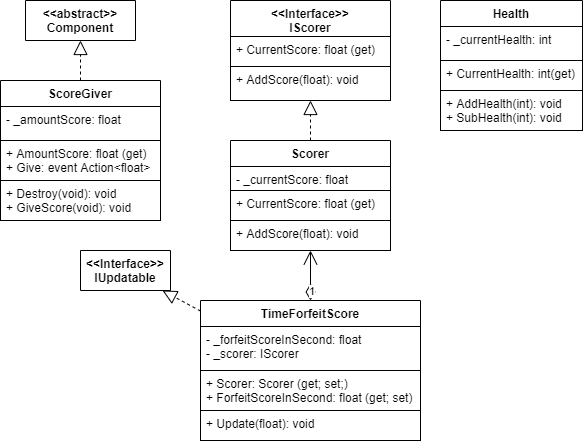 <<abstract>>
Component
ScoreGiver
- _amountScore: float
+ AmountScore: float (get)
+ Give: event Action<float>
+ Destroy(void): void
+ GiveScore(void): void
<<Interface>>
IScorer
+ CurrentScore: float (get)
+ AddScore(float): void
Health
- _currentHealth: int
+ CurrentHealth: int(get)
+ AddHealth(int): void
+ SubHealth(int): void
Scorer
- _currentScore: float
+ CurrentScore: float (get)
+ AddScore(float): void
<<Interface>>
IUpdatable
1
TimeForfeitScore
- _forfeitScoreInSecond: float
- _scorer: IScorer
+ Scorer: Scorer (get; set;)
+ ForfeitScoreInSecond: float (get; set)
+ Update(float): void